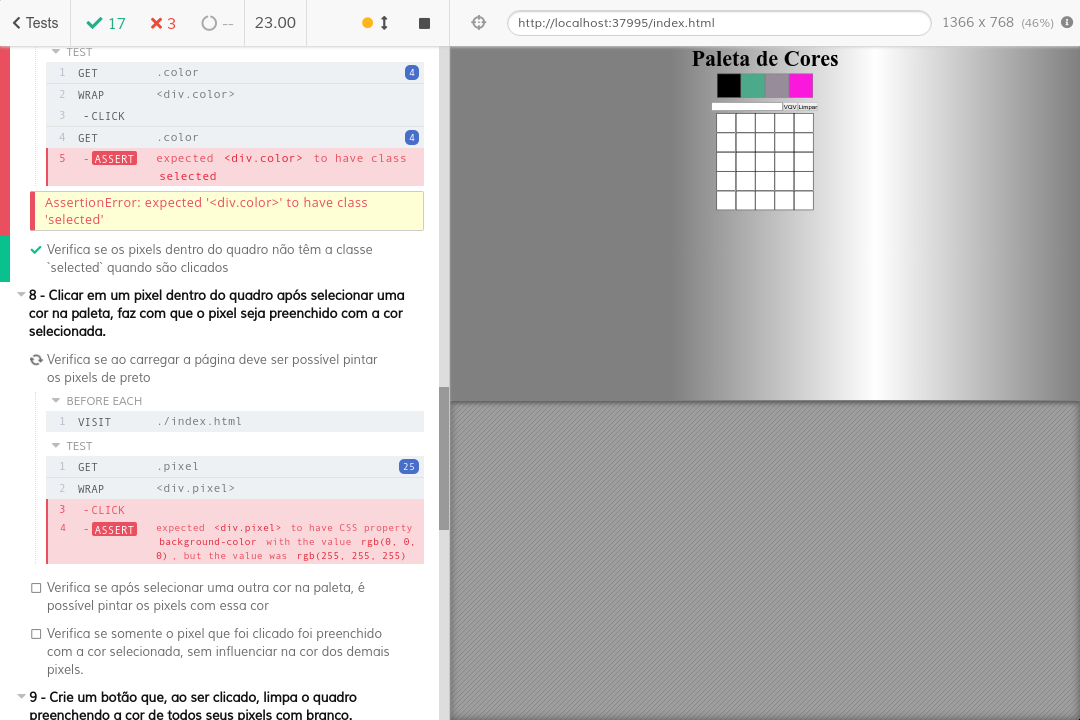 Tests 17 3 -- 23.00
http://localhost:37995/index.html 1366 x 768 (46%)
TEST
1 GET .color 4
2 WRAP <div.color>
3 -CLICK
4 GET .color 4
5 -ASSERT expected <div.color> to have class
selected
AssertionError: expected '<div.color>' to have class
'selected'
Verifica se os pixels dentro do quadro não têm a classe
`selected` quando são clicados
8 - Clicar em um pixel dentro do quadro após selecionar uma
cor na paleta, faz com que o pixel seja preenchido com a cor
selecionada.
Verifica se ao carregar a página deve ser possível pintar
os pixels de preto
BEFORE EACH
1 VISIT ./index.html
TEST
1 GET .pixel 25
2 WRAP <div.pixel>
3 -CLICK
4 -ASSERT expected <div.pixel> to have CSS property
background-color with the value rgb(0, 0,
0) , but the value was rgb(255, 255, 255)
Verifica se após selecionar uma outra cor na paleta, é
possível pintar os pixels com essa cor
Verifica se somente o pixel que foi clicado foi preenchido
com a cor selecionada, sem influenciar na cor dos demais
pixels.
9 - Crie um botão que, ao ser clicado, limpa o quadro
preenchendo a cor de todos seus pixels com branco.
Paleta de Cores
VQV Limpar